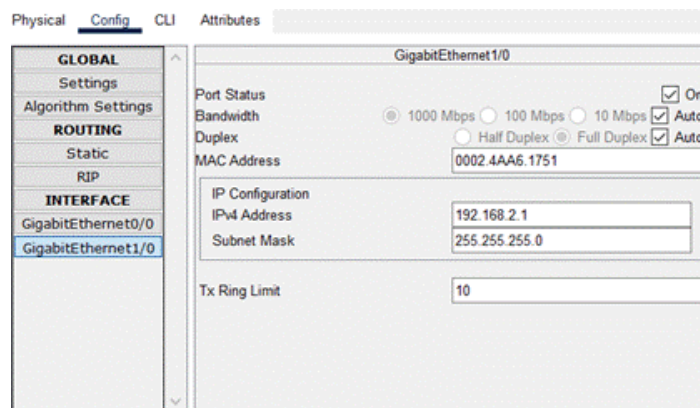 Physical Config CLI Attributes
GLOBAL
Settings
Algorithm Settings
ROUTING
Static
RIP
INTERFACE
GigabitEthernet0/0
GigabitEthernet1/0
GigabitEthernet1/0
Port Status
Bandwidth 1000 Mbps 100 Mbps 10 Mbps Auto
Duplex Half Duplex Full Duplex Auto
MAC Address 0002.4AA6.1751
IP Configuration
IPv4 Address 192.168.2.1
Subnet Mask 255.255.255.0
Tx Ring Limit 10